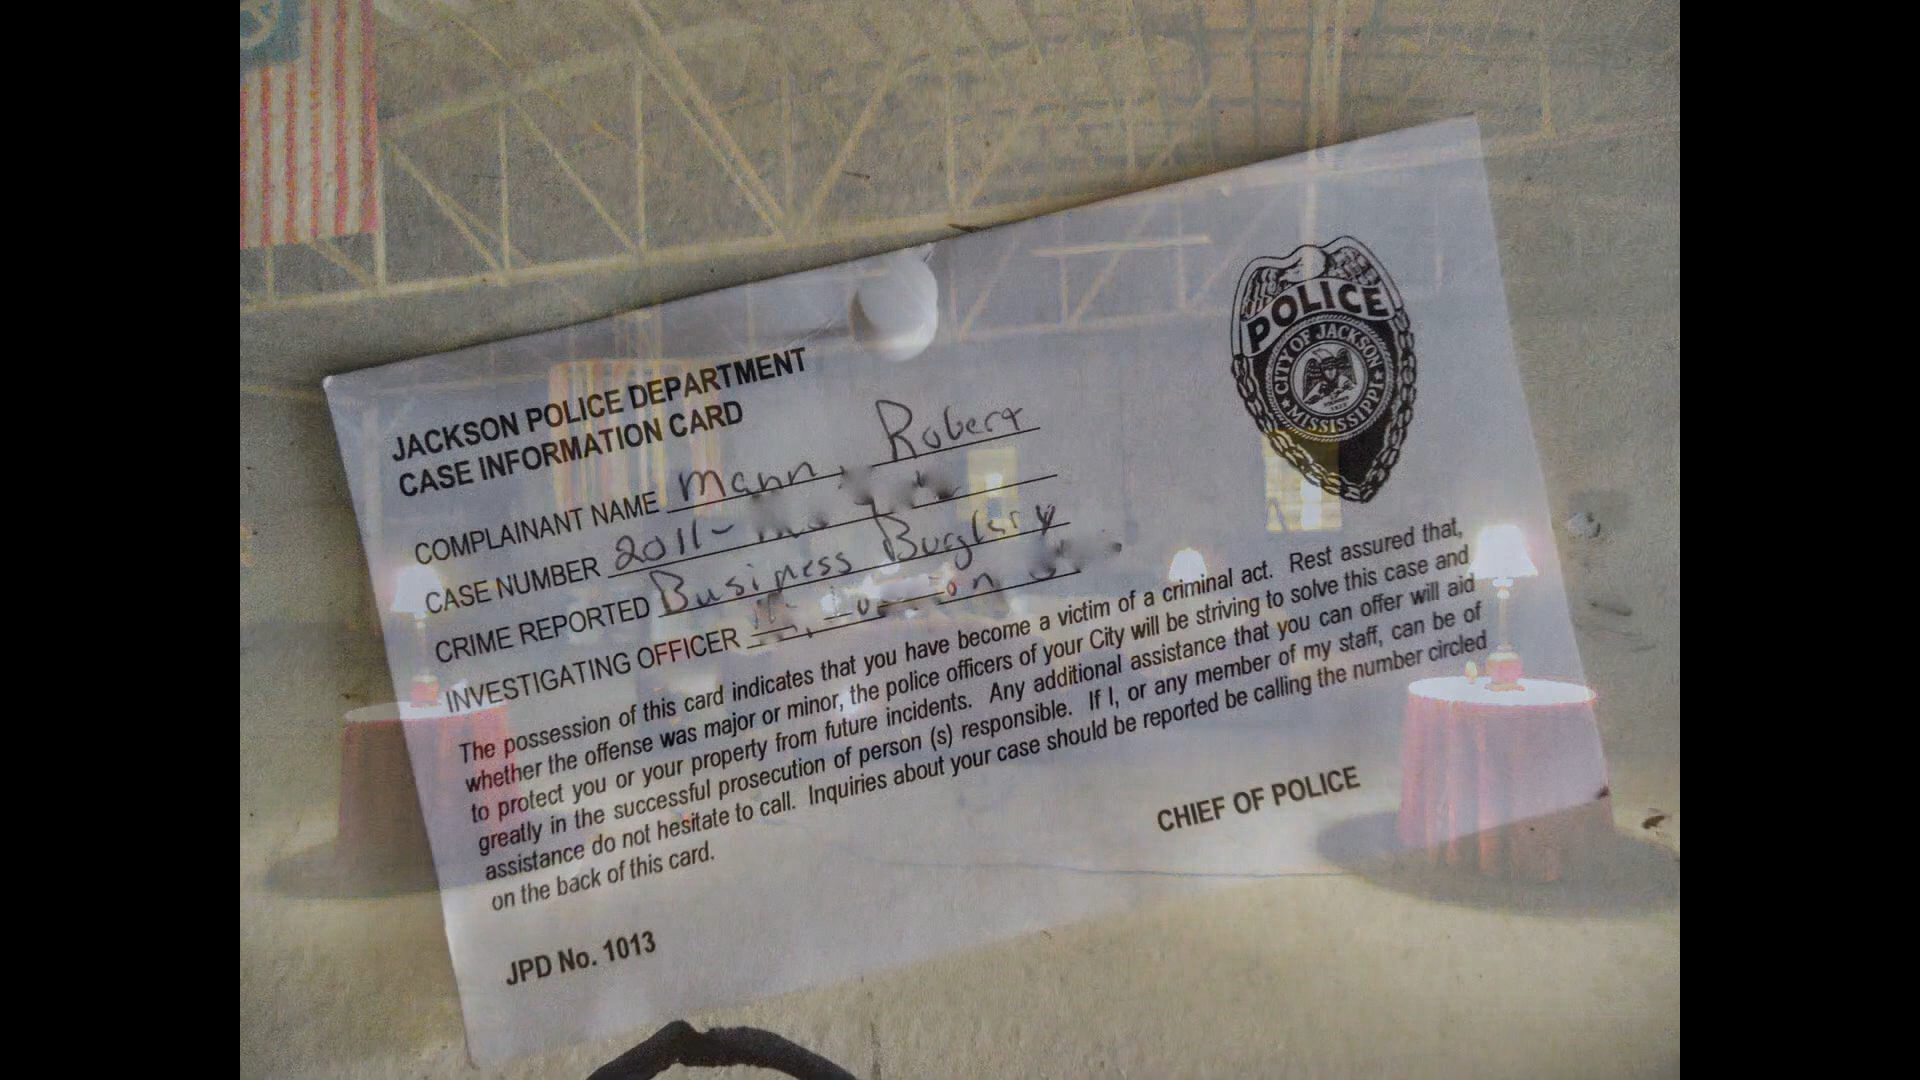 JACKSON POLICE DEPARTMENT
CASE INFORMATION CARD
COMPLAINANT NAME Mann, Robert
CASE NUMBER 2011-
CRIME REPORTED Business Burglary
INVESTIGATING OFFICER
The possession of this card indicates that you have become a victim of a criminal act. Rest assured that,
whether the offense was major or minor, the police officers of your City will be striving to solve this case and
to protect you or your property from future incidents. Any additional assistance that you can offer will aid
greatly in the successful prosecution of person (s) responsible. If I, or any member of my staff, can be of
assistance do not hesitate to call. Inquiries about your case should be reported be calling the number circled
on the back of this card.
CHIEF OF POLICE
JPD No. 1013
POLICE
CITY OF JACKSON
MISSISSIPPI